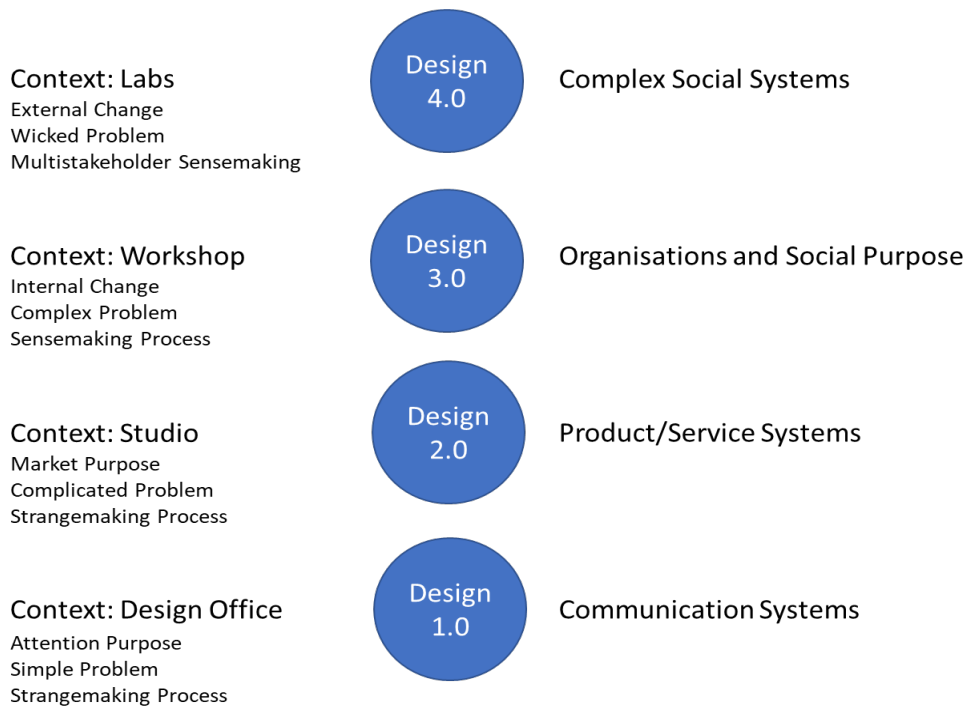 Context: Labs
External Change
Wicked Problem
Multistakeholder Sensemaking
Design
4.0
Complex Social Systems
Context: Workshop
Internal Change
Complex Problem
Sensemaking Process
Design
3.0
Organisations and Social Purpose
Context: Studio
Market Purpose
Complicated Problem
Strangemaking Process
Design
2.0
Product/Service Systems
Context: Design Office
Attention Purpose
Simple Problem
Strangemaking Process
Design
1.0
Communication Systems